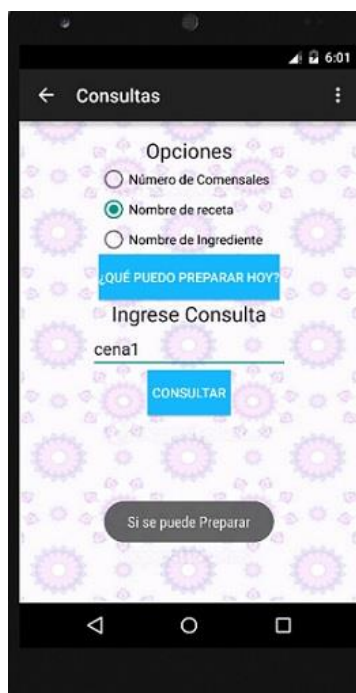 6:01
Consultas
Opciones
Número de Comensales
Nombre de receta
Nombre de Ingrediente
¿QUÉ PUEDO PREPARAR HOY?
Ingrese Consulta
cena1
CONSULTAR
Si se puede Preparar